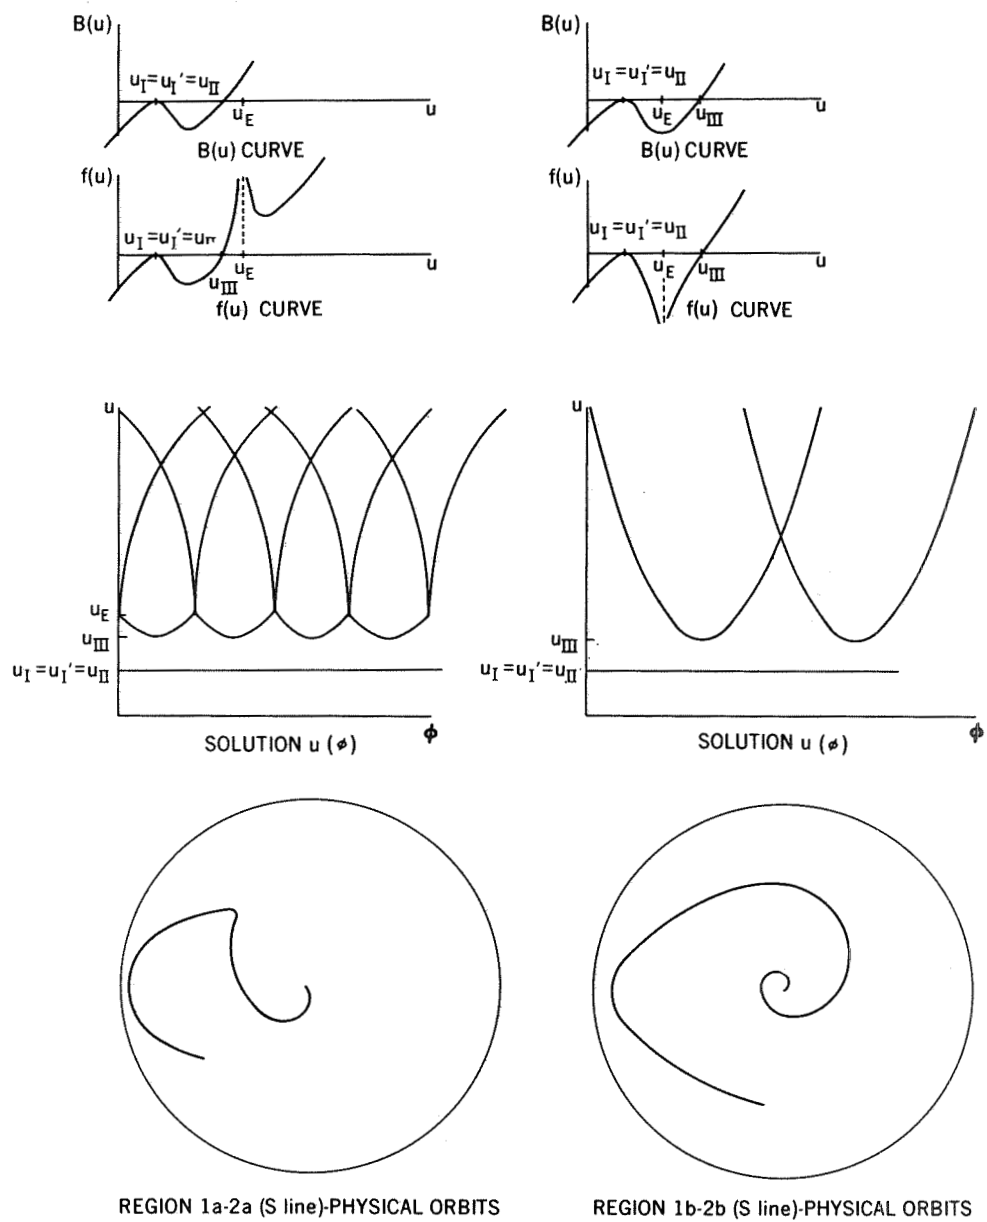 B(u)
u_I = u_I' = u_II
u_E
u
B(u) CURVE
f(u)
u_I = u_I' = u_II
u_E
u
u_III
f(u) CURVE
B(u)
u_I = u_I' = u_II
u_E
u_III
u
B(u) CURVE
f(u)
u_I = u_I' = u_II
u_E
u_III
u
f(u) CURVE
u
u_E
u_III
u_I = u_I' = u_II
ϕ
SOLUTION u (ø)
u
u_III
u_I = u_I' = u_II
ϕ
SOLUTION u (ø)
REGION 1a-2a (S line)-PHYSICAL ORBITS
REGION 1b-2b (S line)-PHYSICAL ORBITS